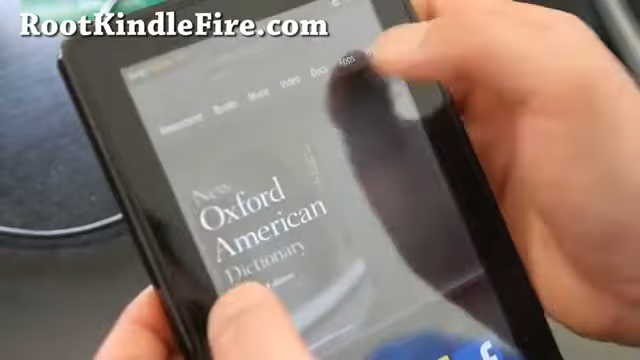 RootKindleFire.com
Newsstand Books Music Video Docs Apps
New
Oxford
American
Dictionary
f